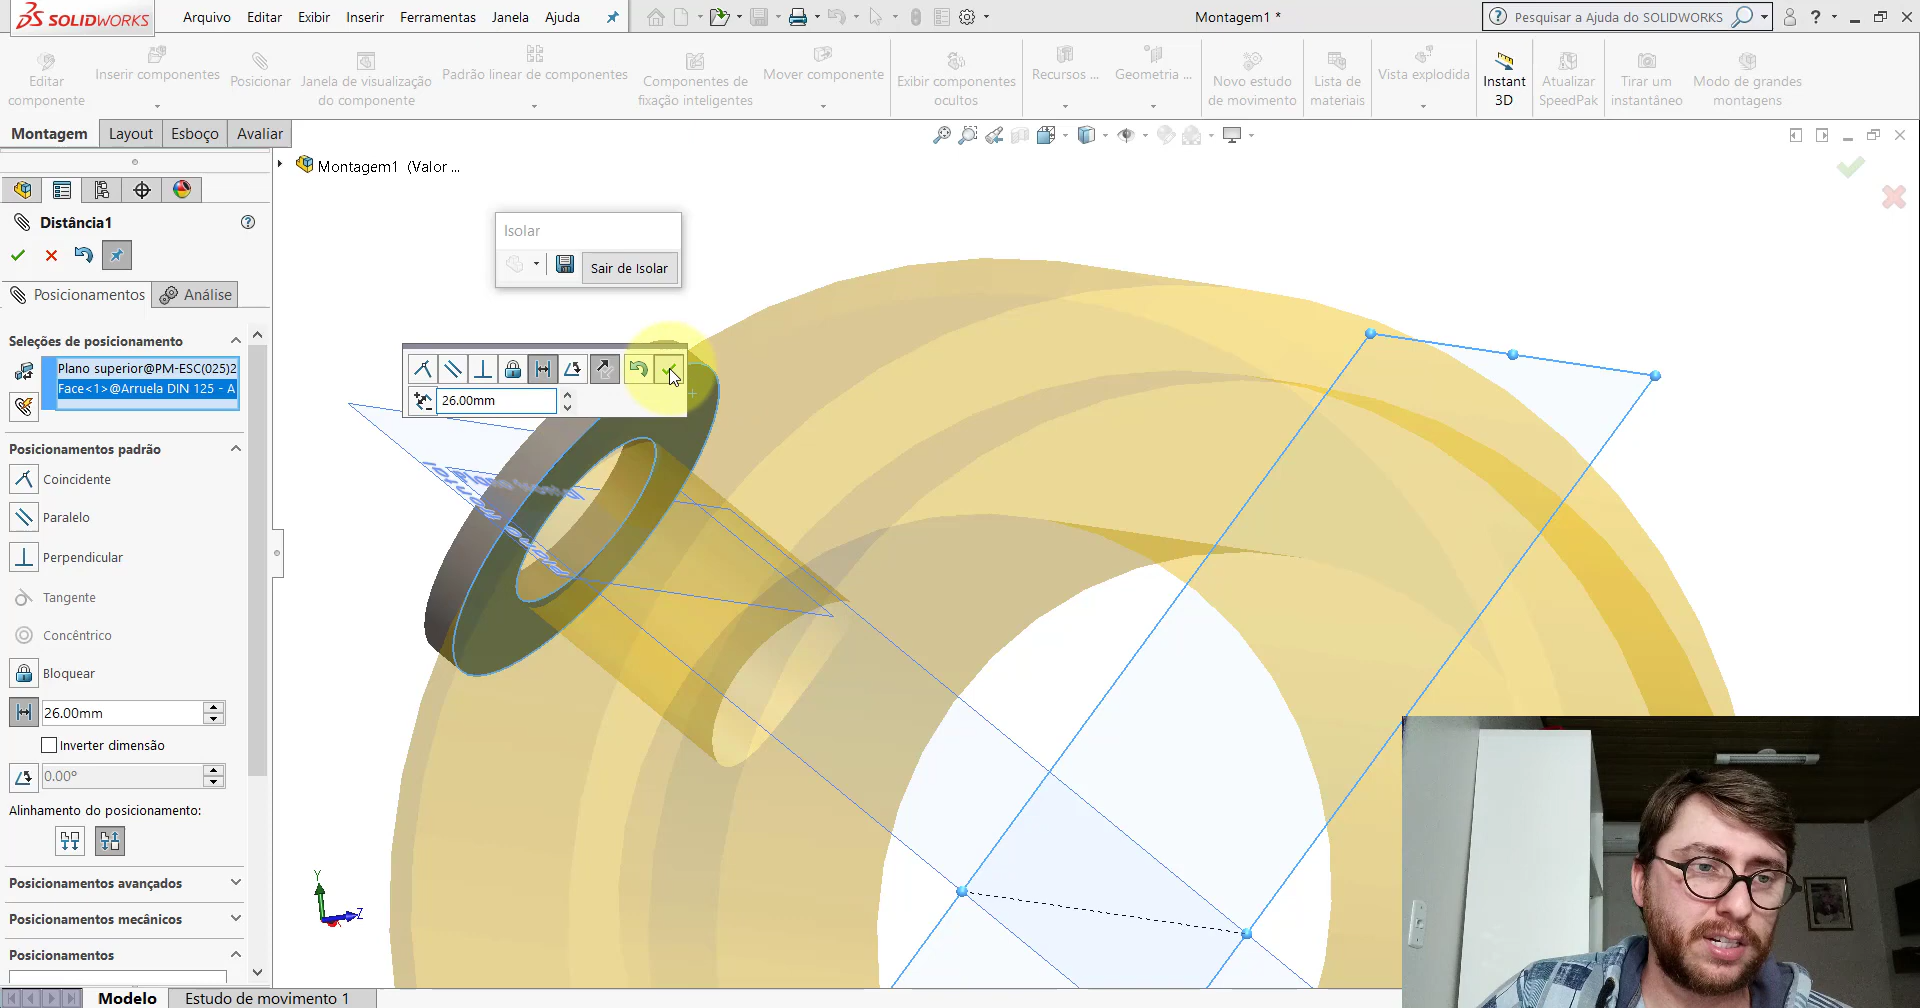 SOLIDWORKS
Arquivo Editar Exibir Inserir Ferramentas Janela Ajuda
Montagem1 *
Pesquisar a Ajuda do SOLIDWORKS
Editar componente
Inserir componentes
Posicionar
Janela de visualização do componente
Padrão linear de componentes
Componentes de fixação inteligentes
Mover componente
Exibir componentes ocultos
Recursos ...
Geometria ...
Novo estudo de movimento
Lista de materiais
Vista explodida
Instant 3D
Atualizar SpeedPak
Tirar um instantâneo
Modo de grandes montagens
Montagem Layout Esboço Avaliar
Montagem1 (Valor ...
Distância1
Posicionamentos Análise
Seleções de posicionamento
Plano superior@PM-ESC(025)2
Face<1>@Arruela DIN 125 - A
Posicionamentos padrão
Coincidente
Paralelo
Perpendicular
Tangente
Concêntrico
Bloquear
26.00mm
Inverter dimensão
0.00°
Alinhamento do posicionamento:
Posicionamentos avançados
Posicionamentos mecânicos
Posicionamentos
Isolar
Sair de Isolar
26.00mm
Y
Z
Modelo Estudo de movimento 1